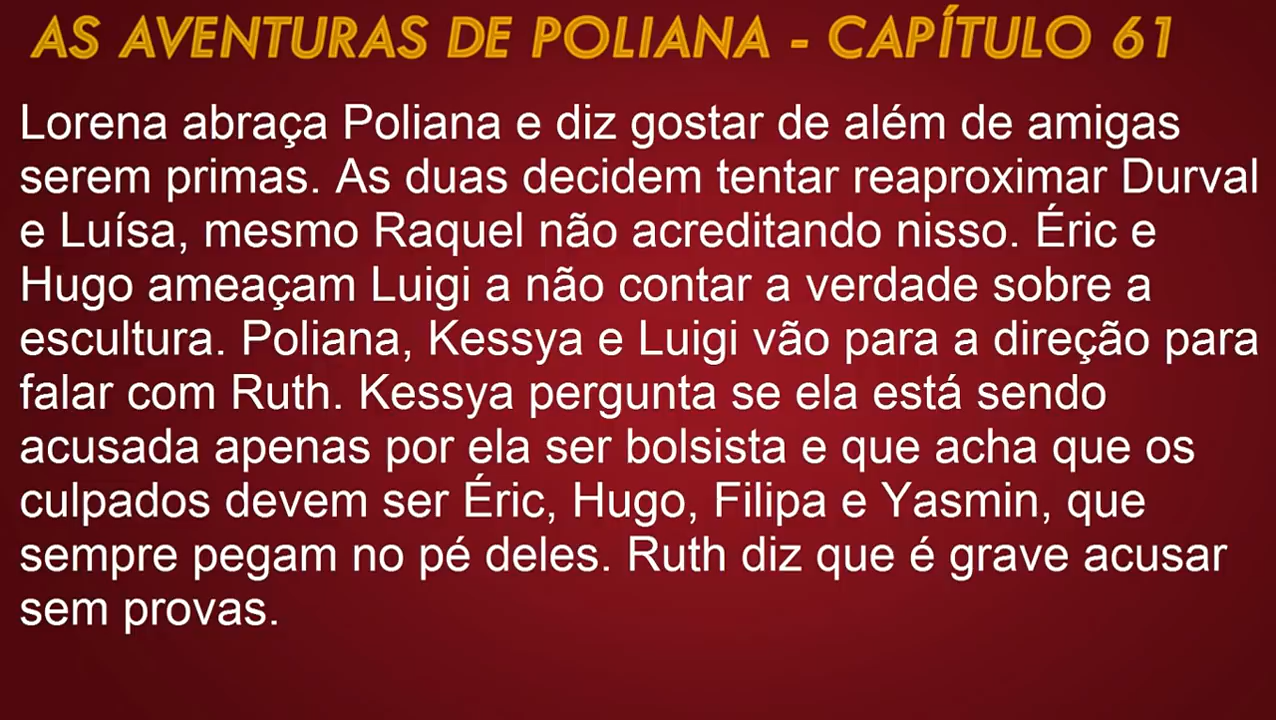 AS AVENTURAS DE POLIANA - CAPÍTULO 61
Lorena abraça Poliana e diz gostar de além de amigas
serem primas. As duas decidem tentar reaproximar Durval
e Luísa, mesmo Raquel não acreditando nisso. Éric e
Hugo ameaçam Luigi a não contar a verdade sobre a
escultura. Poliana, Kessya e Luigi vão para a direção para
falar com Ruth. Kessya pergunta se ela está sendo
acusada apenas por ela ser bolsista e que acha que os
culpados devem ser Éric, Hugo, Filipa e Yasmin, que
sempre pegam no pé deles. Ruth diz que é grave acusar
sem provas.